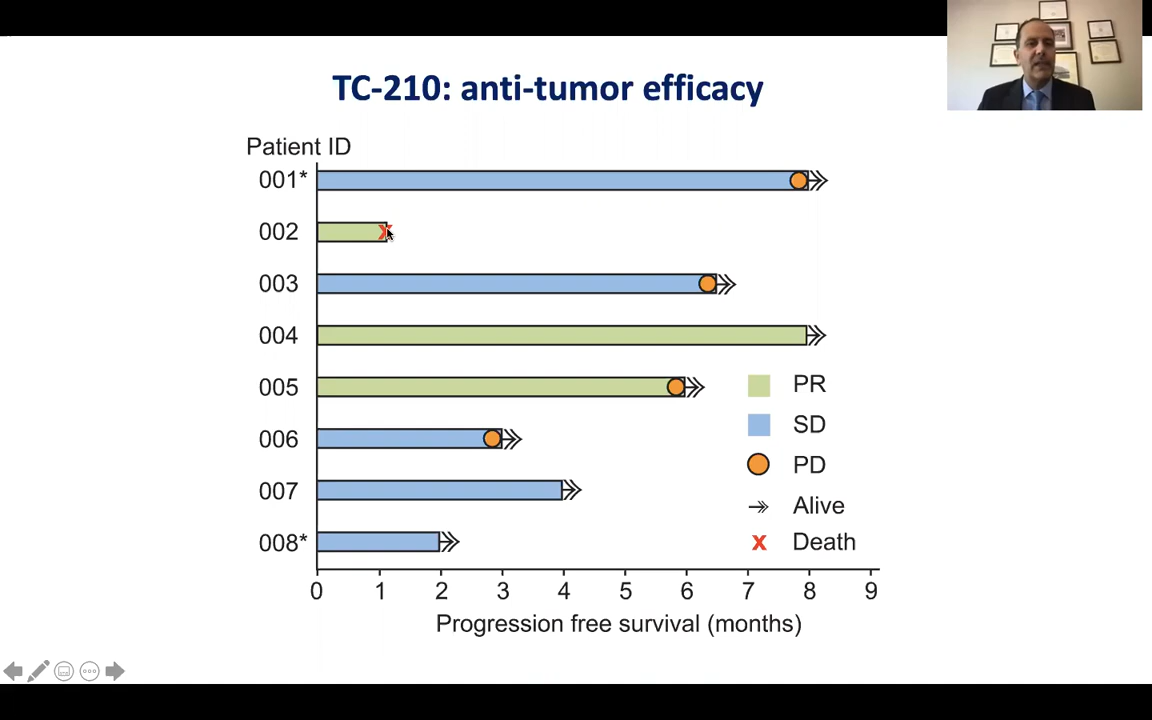 TC-210: anti-tumor efficacy
Patient ID
001*
002
003
004
005
006
007
008*
PR
SD
PD
Alive
X Death
0 1 2 3 4 5 6 7 8 9
Progression free survival (months)